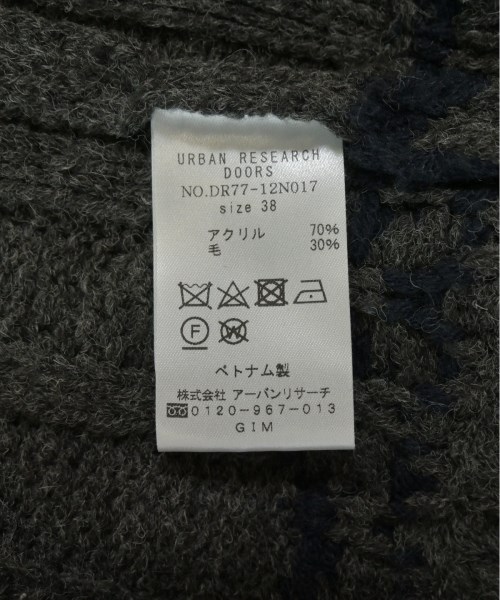 URBAN RESEARCH
DOORS
NO.DR77-12N017
size 38
アクリル 70%
毛 30%
F
W
ベトナム製
株式会社 アーバンリサーチ
0120-967-013
GIM